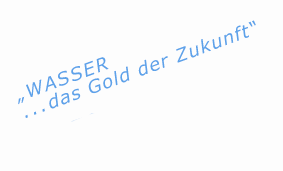 „WASSER
...das Gold der Zukunft“